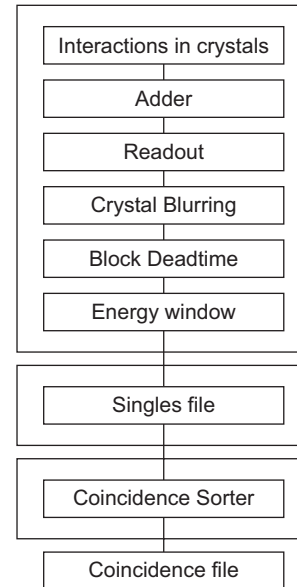 Interactions in crystals
Adder
Readout
Crystal Blurring
Block Deadtime
Energy window
Singles file
Coincidence Sorter
Coincidence file